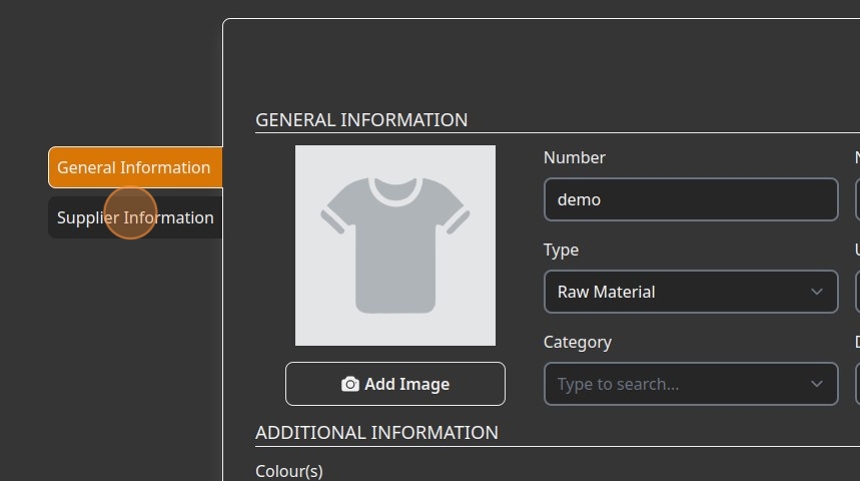 GENERAL INFORMATION
General Information
Supplier Information
Number
demo
Type
Raw Material
Category
Type to search...
Add Image
ADDITIONAL INFORMATION
Colour(s)